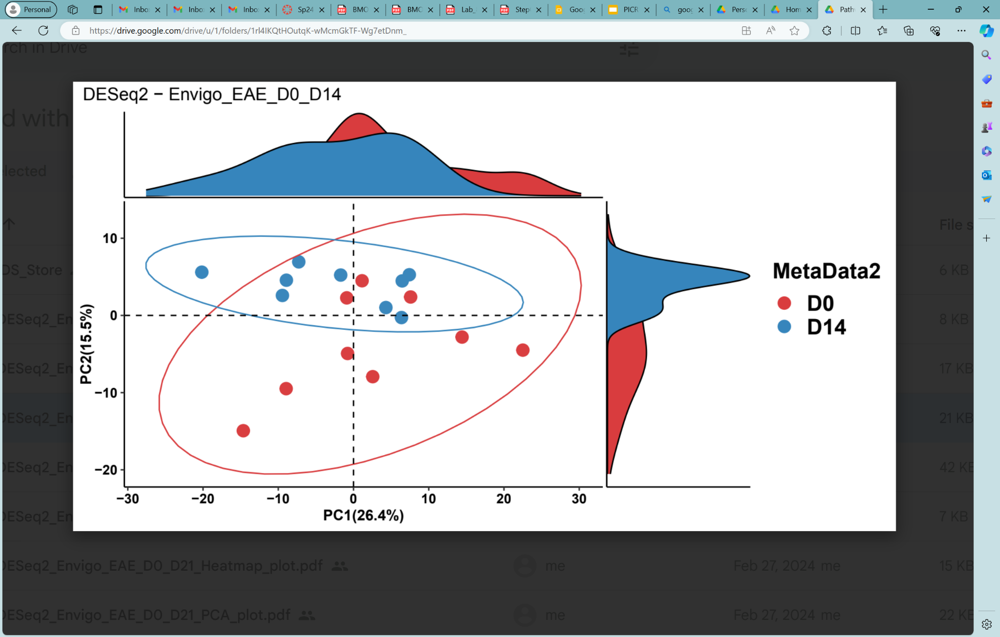 Personal
Inbo
Inbo
Inbo
Sp24
BMC
BMC
Lab_
Step
Goo
PICR
goog
Pers
Hom
Path
https://drive.google.com/drive/u/1/folders/1rl4IKQtHOutqK-wMcmGkTF-Wg7etDnm_
rch in Drive
d with
elected
File s
DS_Store
6 KB
DESeq2_En
8 KB
DESeq2_En
17 KB
DESeq2_En
21 KB
DESeq2_En
42 KB
DESeq2_En
7 KB
DESeq2 − Envigo_EAE_D0_D14
10
0
−10
−20
PC2(15.5%)
−30 −20 −10 0 10 20 30
PC1(26.4%)
MetaData2
D0
D14
DESeq2_Envigo_EAE_D0_D21_Heatmap_plot.pdf me Feb 27, 2024 me 15 KB
DESeq2_Envigo_EAE_D0_D21_PCA_plot.pdf me Feb 27, 2024 me 22 KB